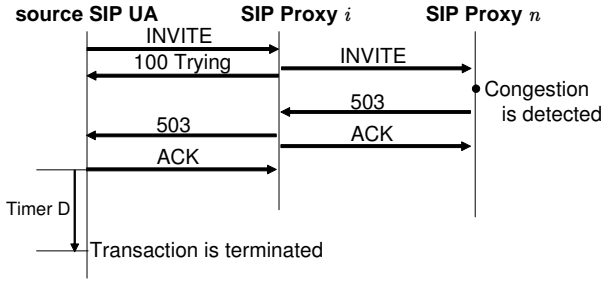 source SIP UA
SIP Proxy i
SIP Proxy n
INVITE
INVITE
100 Trying
Congestion
is detected
503
503
ACK
ACK
Timer D
Transaction is terminated